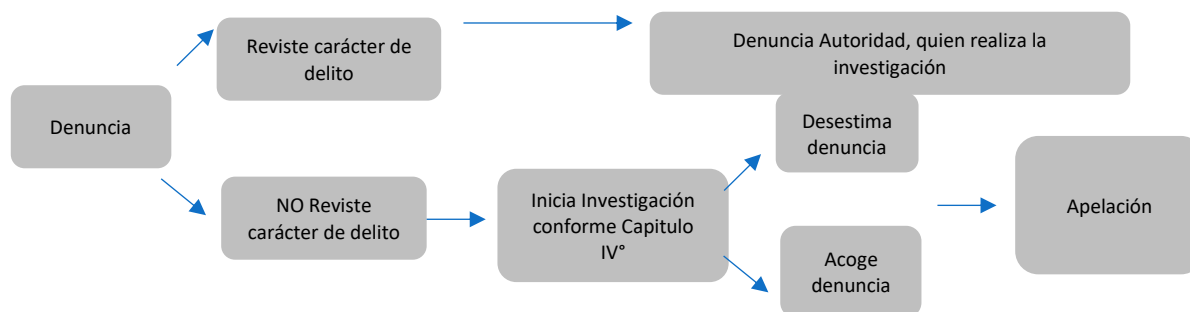 Reviste carácter de
delito
Denuncia Autoridad, quien realiza la
investigación
Denuncia
Desestima
denuncia
NO Reviste
carácter de delito
Inicia Investigación
conforme Capitulo
IV°
Apelación
Acoge
denuncia